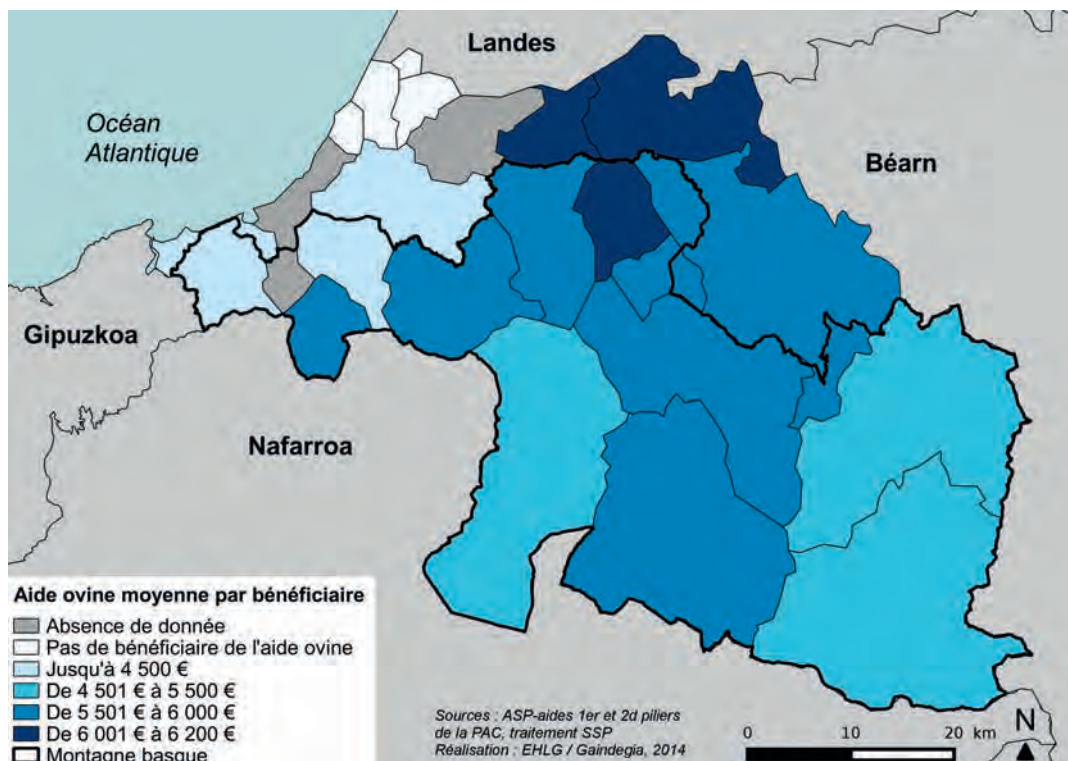 Landes
Océan
Atlantique
Béarn
Gipuzkoa
Nafarroa
Aide ovine moyenne par bénéficiaire
Absence de donnée
Pas de bénéficiaire de l'aide ovine
Jusqu'à 4 500 €
De 4 501 € à 5 500 €
De 5 501 € à 6 000 €
De 6 001 € à 6 200 €
Montagne basque
Sources : ASP-aides 1er et 2d piliers
de la PAC, traitement SSP
Réalisation : EHLG / Gaindegia, 2014
0 10 20 km
N